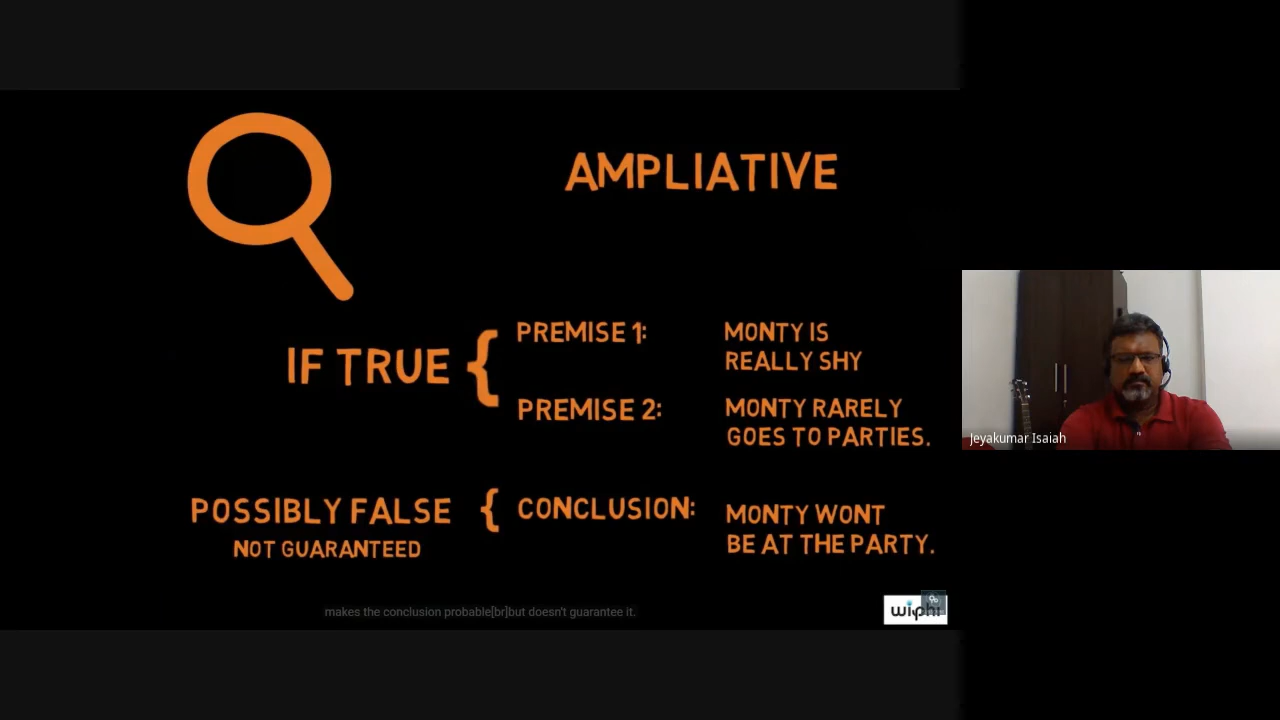 AMPLIATIVE
IF TRUE
PREMISE 1:
MONTY IS
REALLY SHY
PREMISE 2:
MONTY RARELY
GOES TO PARTIES.
POSSIBLY FALSE
NOT GUARANTEED
CONCLUSION:
MONTY WONT
BE AT THE PARTY.
makes the conclusion probable[br]but doesn't guarantee it.
wiphi
Jeyakumar Isaiah